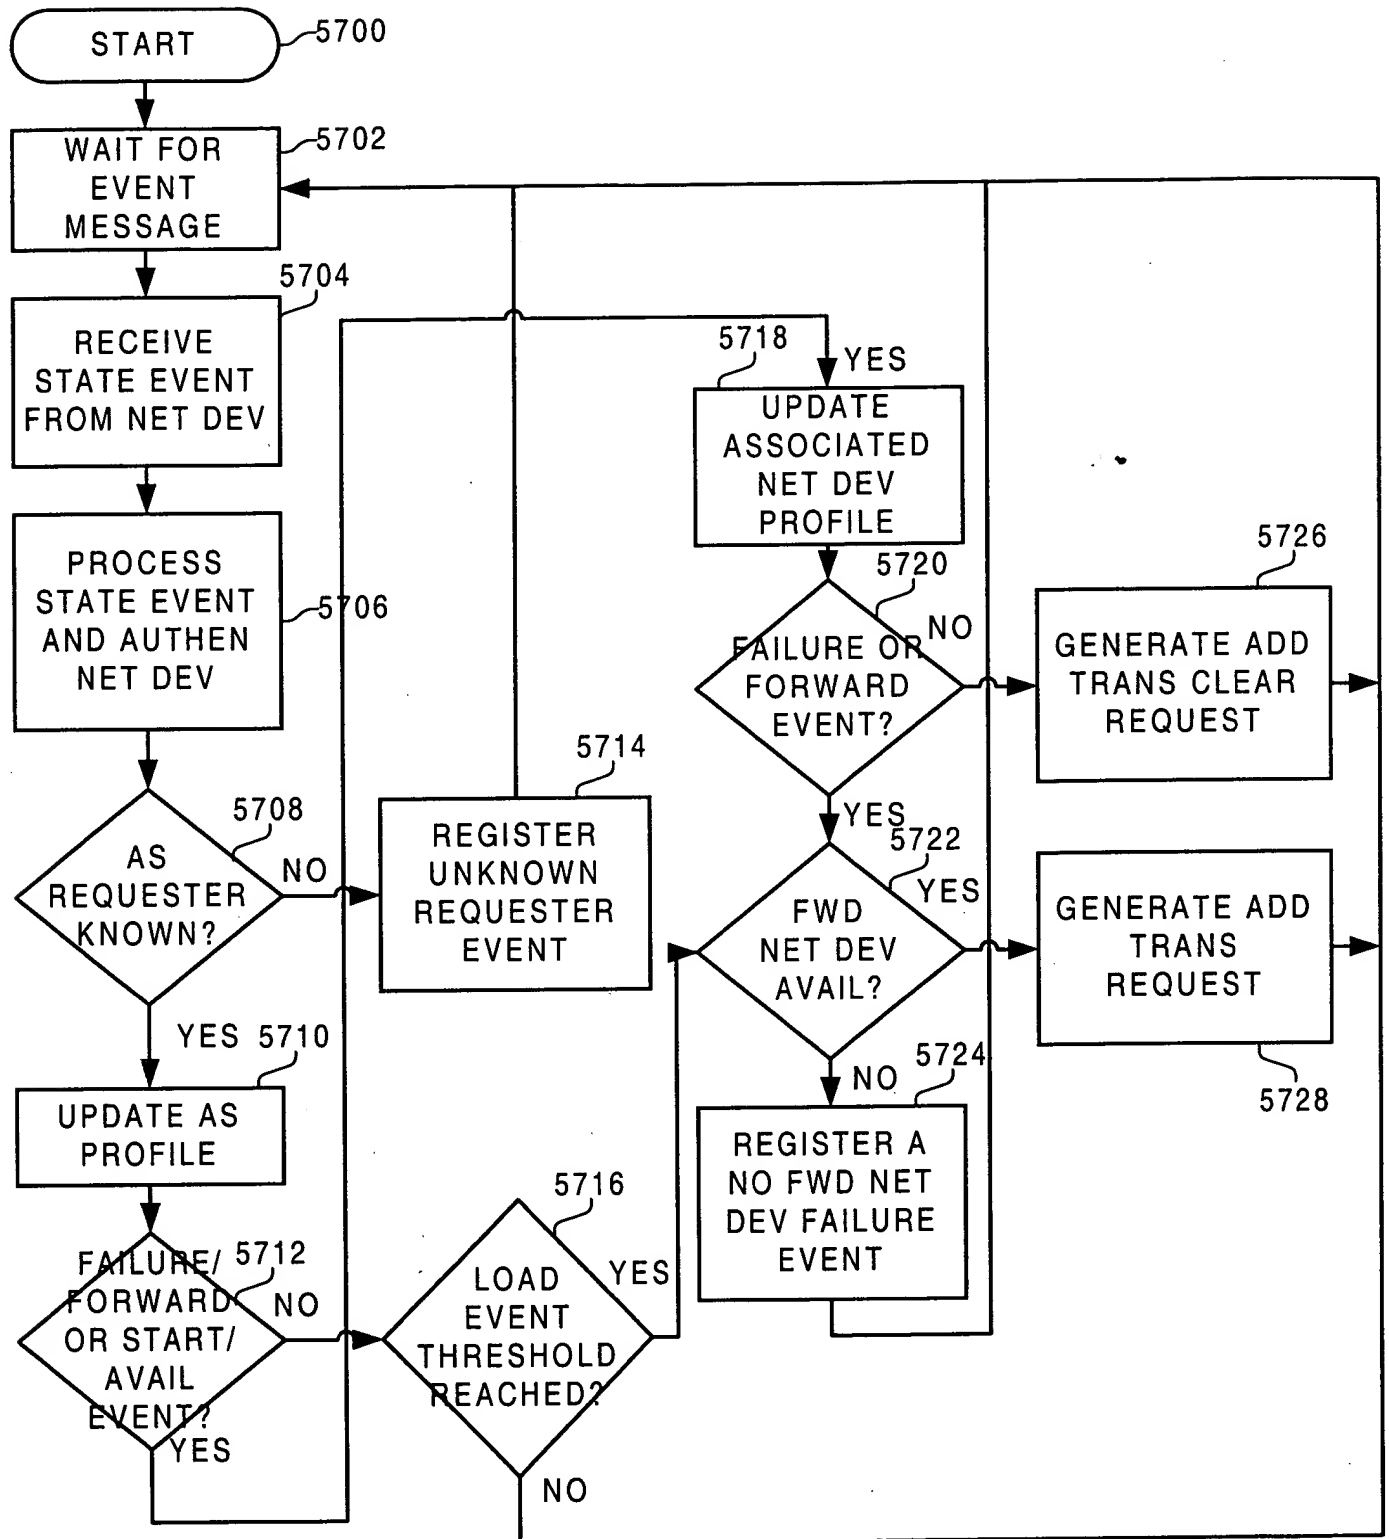 START
5700
WAIT FOR
EVENT
MESSAGE
5702
5704
RECEIVE
STATE EVENT
FROM NET DEV
PROCESS
STATE EVENT
AND AUTHEN
NET DEV
5706
5708
AS
REQUESTER
KNOWN?
NO
YES
5710
UPDATE AS
PROFILE
5712
FAILURE/
FORWARD
OR START/
AVAIL
EVENT?
NO
YES
5714
REGISTER
UNKNOWN
REQUESTER
EVENT
5716
LOAD
EVENT
THRESHOLD
REACHED?
YES
NO
5718
YES
UPDATE
ASSOCIATED
NET DEV
PROFILE
5720
FAILURE OR
FORWARD
EVENT?
NO
YES
5722
FWD
NET DEV
AVAIL?
YES
NO
5724
REGISTER A
NO FWD NET
DEV FAILURE
EVENT
5726
GENERATE ADD
TRANS CLEAR
REQUEST
GENERATE ADD
TRANS
REQUEST
5728